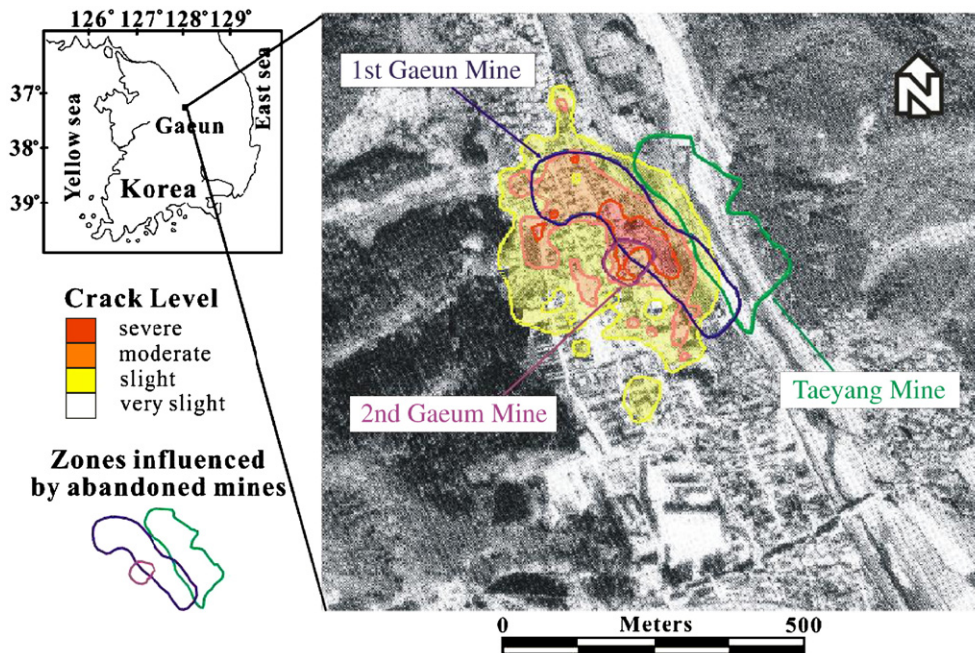 126° 127° 128° 129°
37°
38°
39°
Yellow sea
East sea
Gaeun
Korea
Crack Level
severe
moderate
slight
very slight
Zones influenced
by abandoned mines
1st Gaeun Mine
2nd Gaeum Mine
Taeyang Mine
N
0 Meters 500